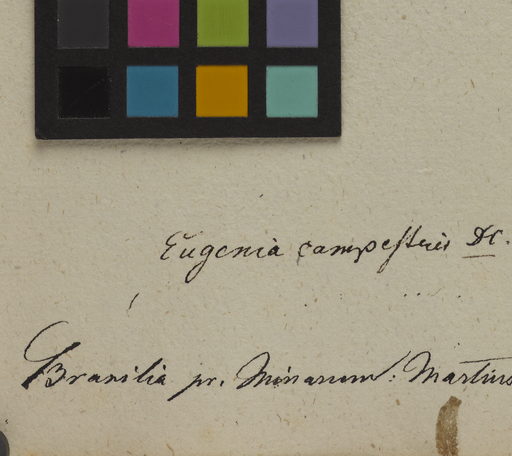 Eugenia campestris DC.
Brasilia pr. Minarum: Martius